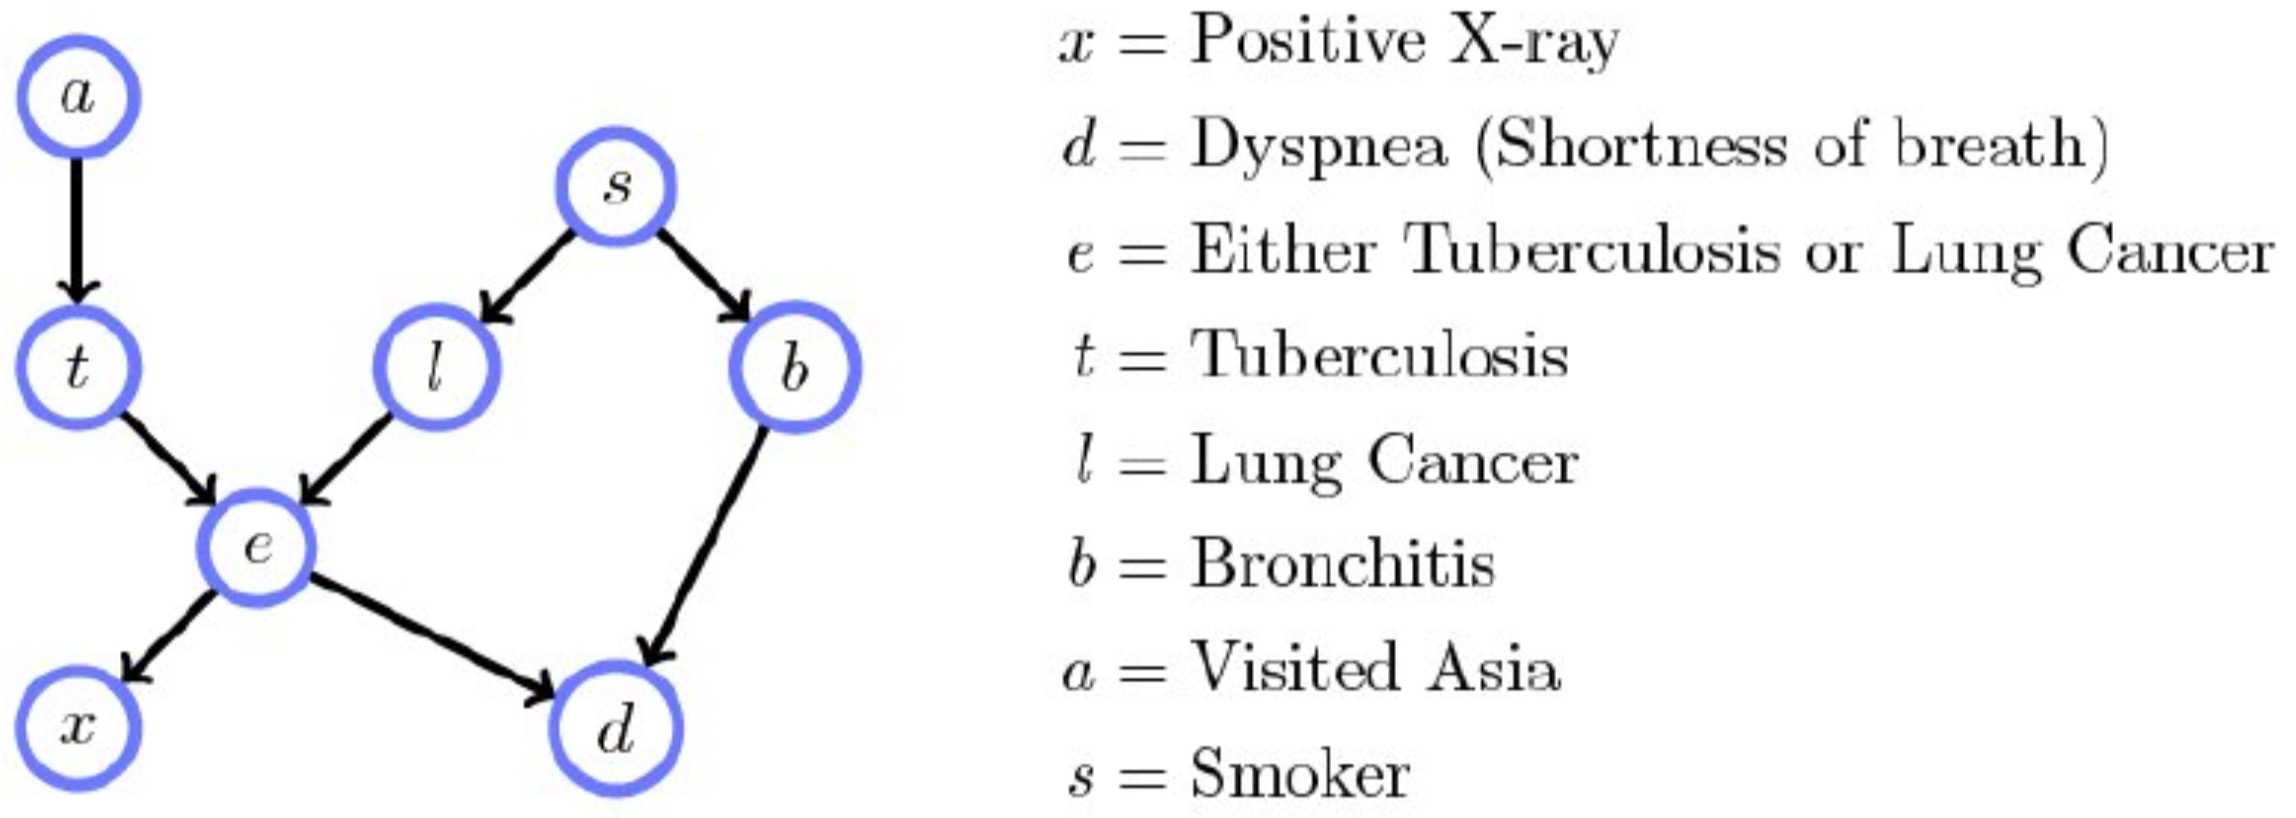 a
s
t
l
b
e
x
d
x = Positive X-ray
d = Dyspnea (Shortness of breath)
e = Either Tuberculosis or Lung Cancer
t = Tuberculosis
l = Lung Cancer
b = Bronchitis
a = Visited Asia
s = Smoker